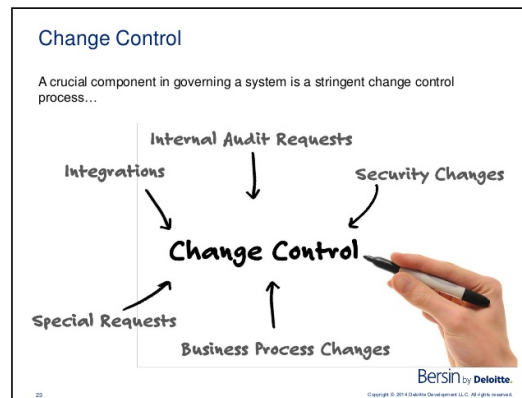 Change Control
A crucial component in governing a system is a stringent change control
process…
Internal Audit Requests
Integrations
Security Changes
Change Control
Special Requests
Business Process Changes
Bersin by Deloitte.
23
Copyright © 2014 Deloitte Development LLC. All rights reserved.